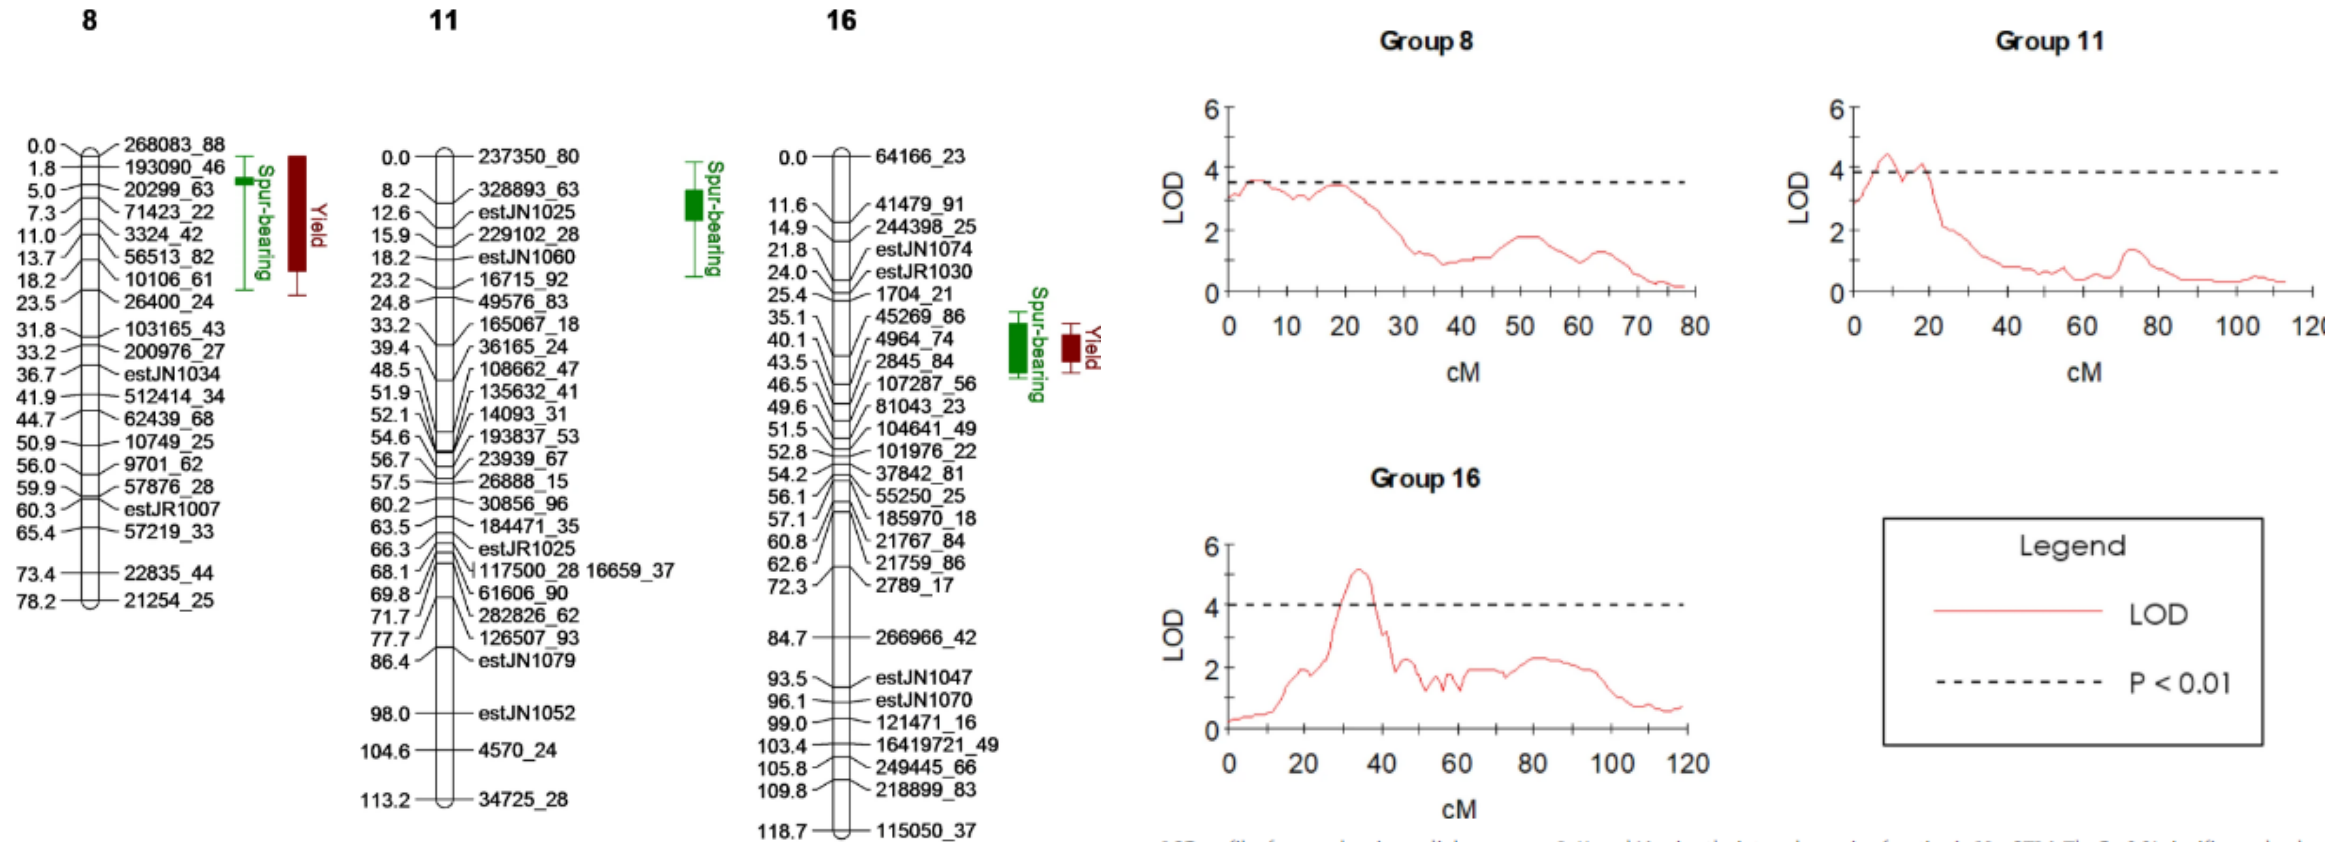 8
0.0 268083_88
1.8 193090_46
5.0 20299_63
7.3 71423_22
11.0 3324_42
13.7 56513_82
18.2 10106_61
23.5 26400_24
31.8 103165_43
33.2 200976_27
36.7 estJN1034
41.9 512414_34
44.7 62439_68
50.9 10749_25
56.0 9701_62
59.9 57876_28
60.3 estJR1007
65.4 57219_33
73.4 22835_44
78.2 21254_25
Spur-bearing
Yield
11
0.0 237350_80
8.2 328893_63
12.6 estJN1025
15.9 229102_28
18.2 estJN1060
23.2 16715_92
24.8 49576_83
33.2 165067_18
39.4 36165_24
48.5 108662_47
51.9 135632_41
52.1 14093_31
54.6 193837_53
56.7 23939_67
57.5 26888_15
60.2 30856_96
63.5 184471_35
66.3 estJR1025
68.1 117500_28 16659_37
69.8 61606_90
71.7 282826_62
77.7 126507_93
86.4 estJN1079
98.0 estJN1052
104.6 4570_24
113.2 34725_28
Spur-bearing
16
0.0 64166_23
11.6 41479_91
14.9 244398_25
21.8 estJN1074
24.0 estJR1030
25.4 1704_21
35.1 45269_86
40.1 4964_74
43.5 2845_84
46.5 107287_56
49.6 81043_23
51.5 104641_49
52.8 101976_22
54.2 37842_81
56.1 55250_25
57.1 185970_18
60.8 21767_84
62.6 21759_86
72.3 2789_17
84.7 266966_42
93.5 estJN1047
96.1 estJN1070
99.0 121471_16
103.4 16419721_49
105.8 249445_66
109.8 218899_83
118.7 115050_37
Spur-bearing
Yield
Group 8
6
4
2
0
LOD
0 10 20 30 40 50 60 70 80
cM
Group 11
6
4
2
0
LOD
0 20 40 60 80 100 120
cM
Group 16
6
4
2
0
LOD
0 20 40 60 80 100 120
cM
Legend
LOD
P < 0.01